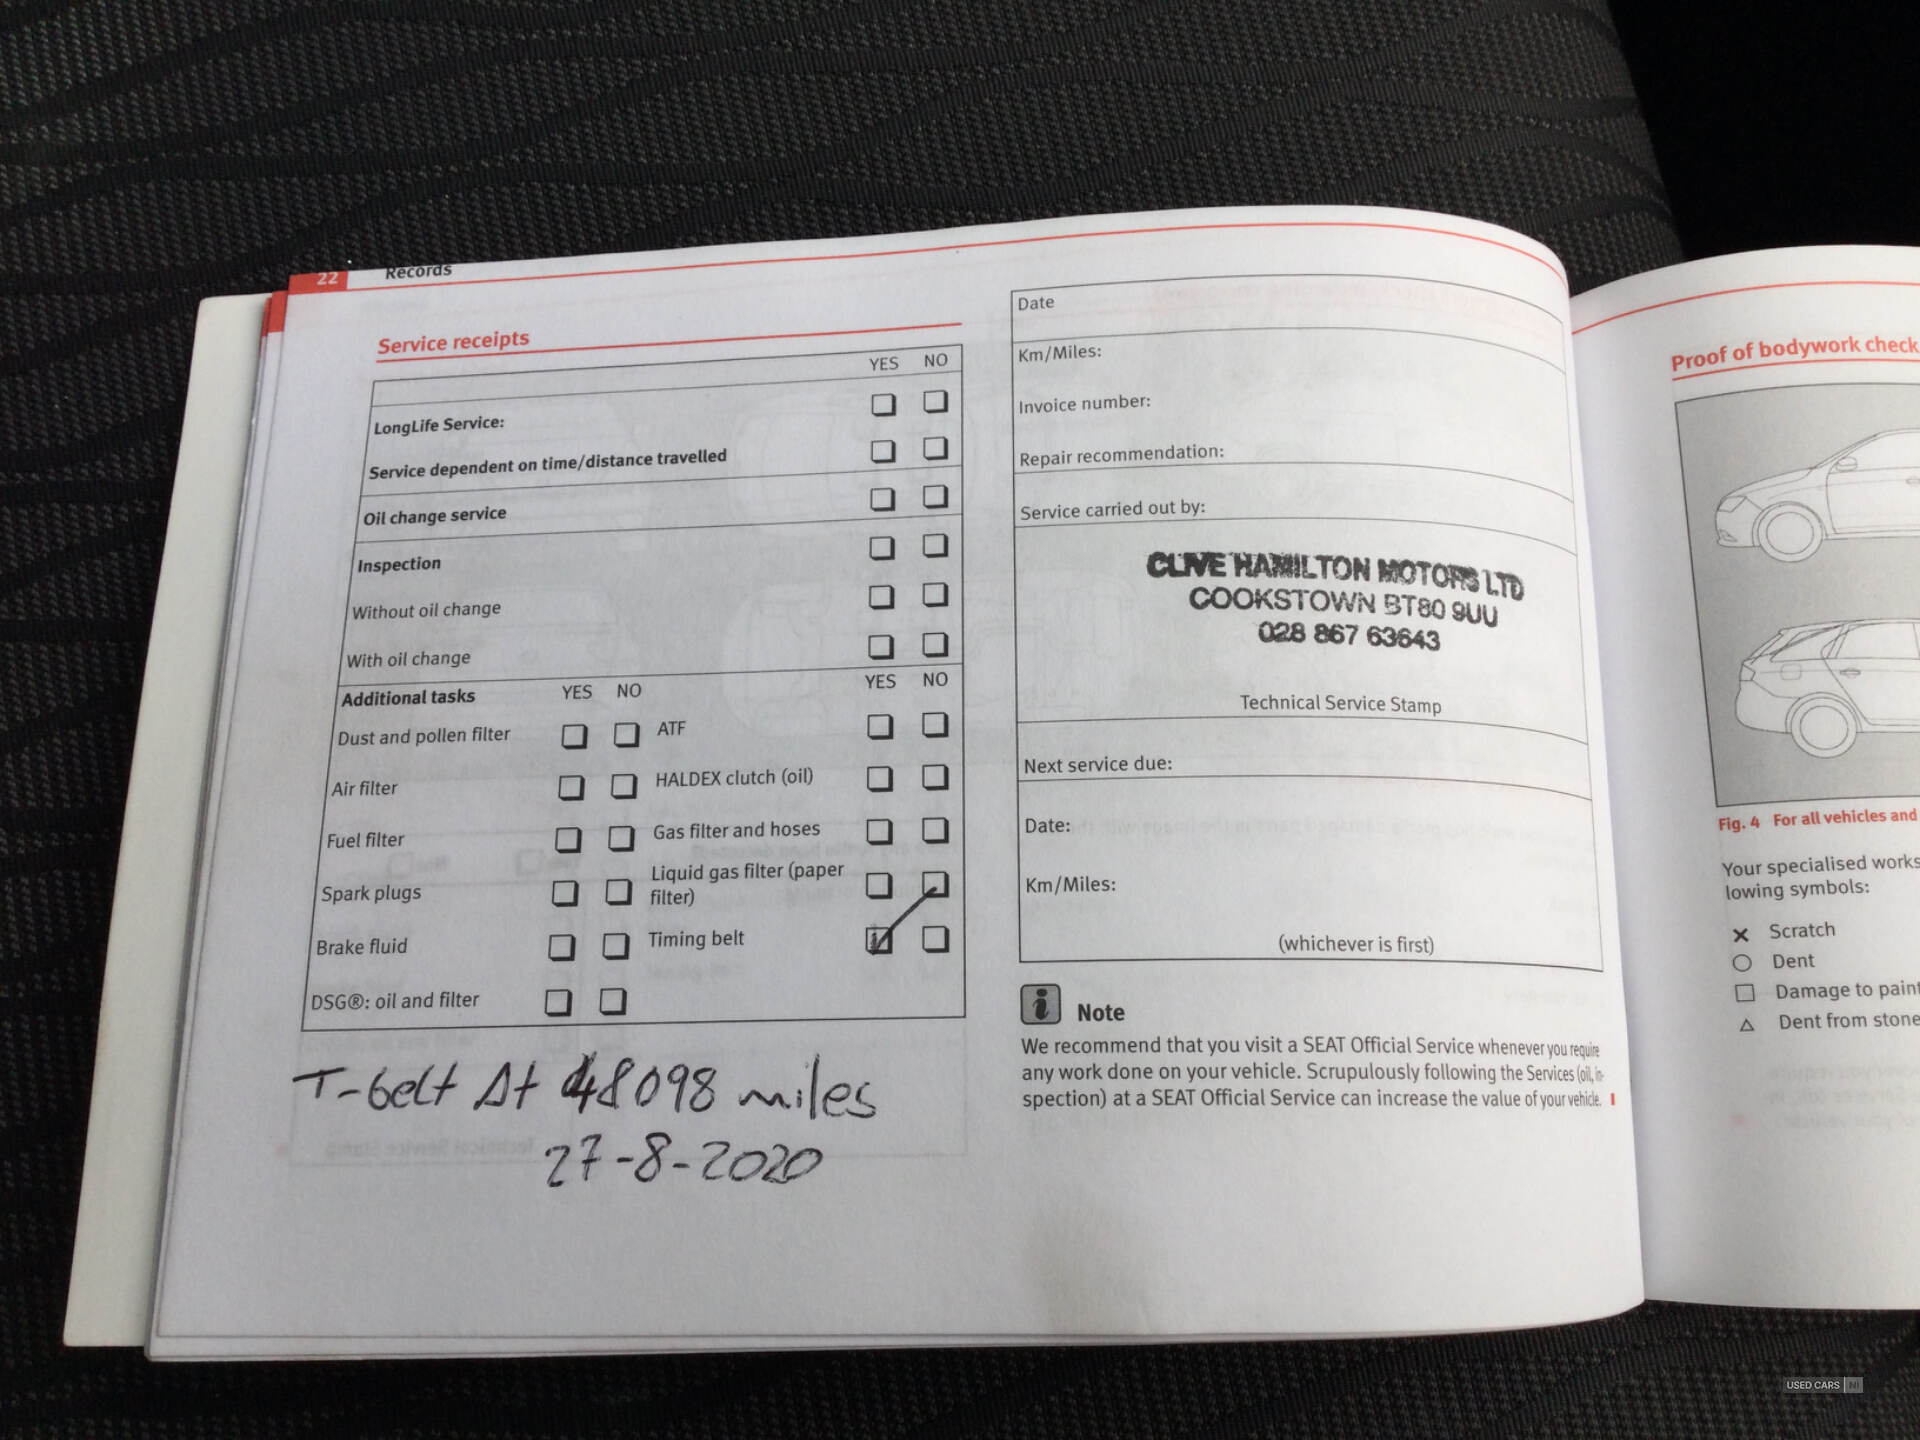 22 Records
Service receipts
YES NO
LongLife Service:
Service dependent on time/distance travelled
Oil change service
Inspection
Without oil change
With oil change
Additional tasks YES NO YES NO
Dust and pollen filter ATF
Air filter HALDEX clutch (oil)
Fuel filter Gas filter and hoses
Spark plugs Liquid gas filter (paper
filter)
Brake fluid Timing belt
DSG®: oil and filter
T-belt At 48098 miles
27-8-2020
Date
Km/Miles:
Invoice number:
Repair recommendation:
Service carried out by:
CLIVE HAMILTON MOTORS LTD
COOKSTOWN BT80 9UU
028 867 63643
Technical Service Stamp
Next service due:
Date:
Km/Miles:
(whichever is first)
Note
We recommend that you visit a SEAT Official Service whenever you require
any work done on your vehicle. Scrupulously following the Services (oil, in-
spection) at a SEAT Official Service can increase the value of your vehicle.
Proof of bodywork check
Fig. 4 For all vehicles and
Your specialised works
lowing symbols:
Scratch
Dent
Damage to paint
Dent from stone
USED CARS NI